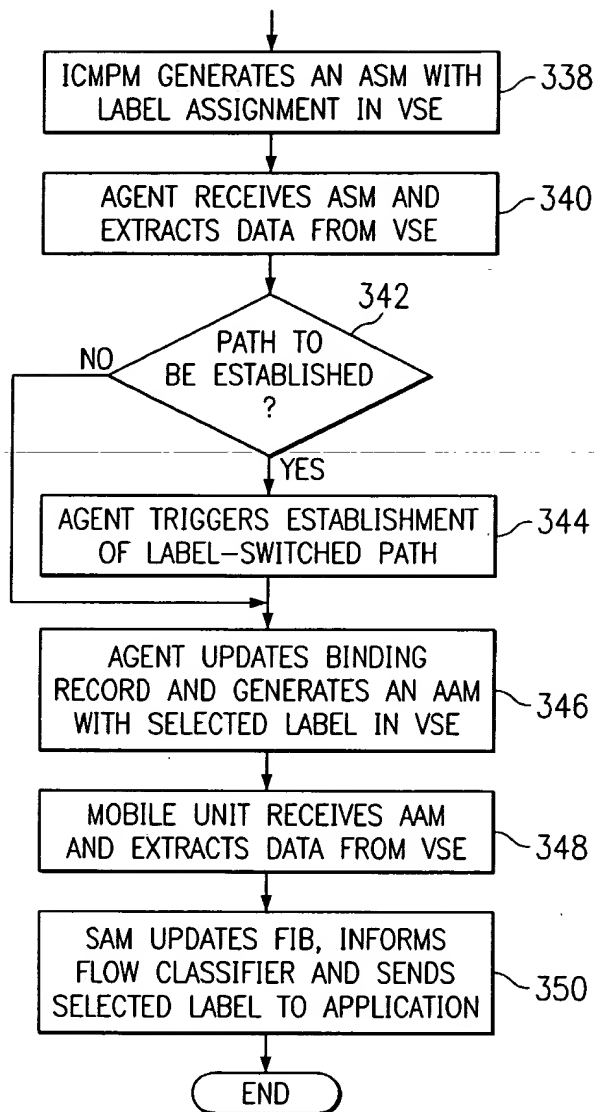 ICMPM GENERATES AN ASM WITH
LABEL ASSIGNMENT IN VSE
338
AGENT RECEIVES ASM AND
EXTRACTS DATA FROM VSE
340
342
PATH TO
BE ESTABLISHED
?
NO
YES
AGENT TRIGGERS ESTABLISHMENT
OF LABEL-SWITCHED PATH
344
AGENT UPDATES BINDING
RECORD AND GENERATES AN AAM
WITH SELECTED LABEL IN VSE
346
MOBILE UNIT RECEIVES AAM
AND EXTRACTS DATA FROM VSE
348
SAM UPDATES FIB, INFORMS
FLOW CLASSIFIER AND SENDS
SELECTED LABEL TO APPLICATION
350
END